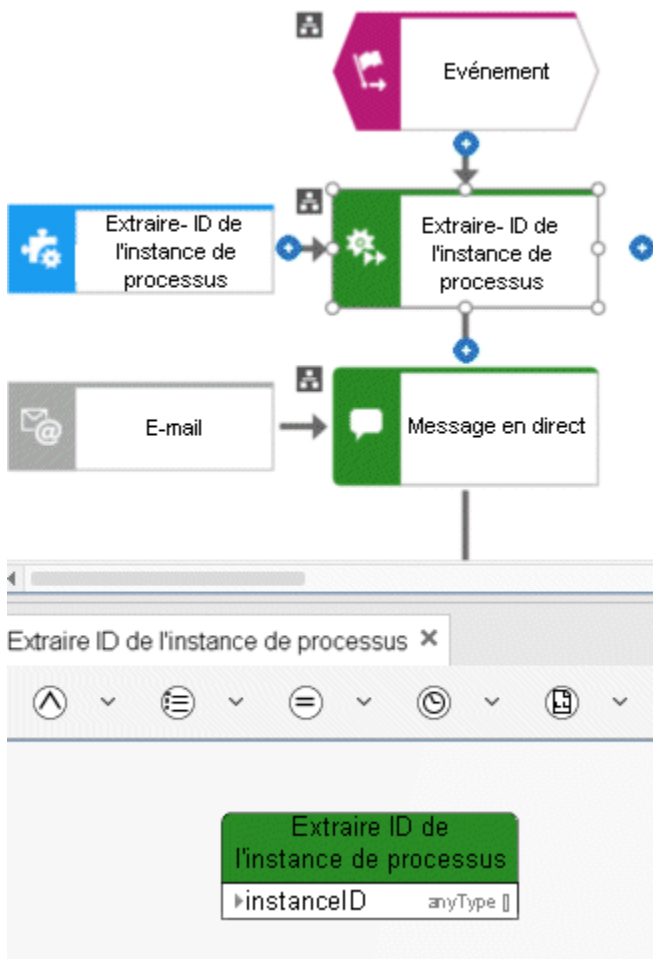 Evénement
Extraire- ID de
l'instance de
processus
Extraire- ID de
l'instance de
processus
E-mail
Message en direct
Extraire ID de l'instance de processus
Extraire ID de
l'instance de processus
instanceID anyType []